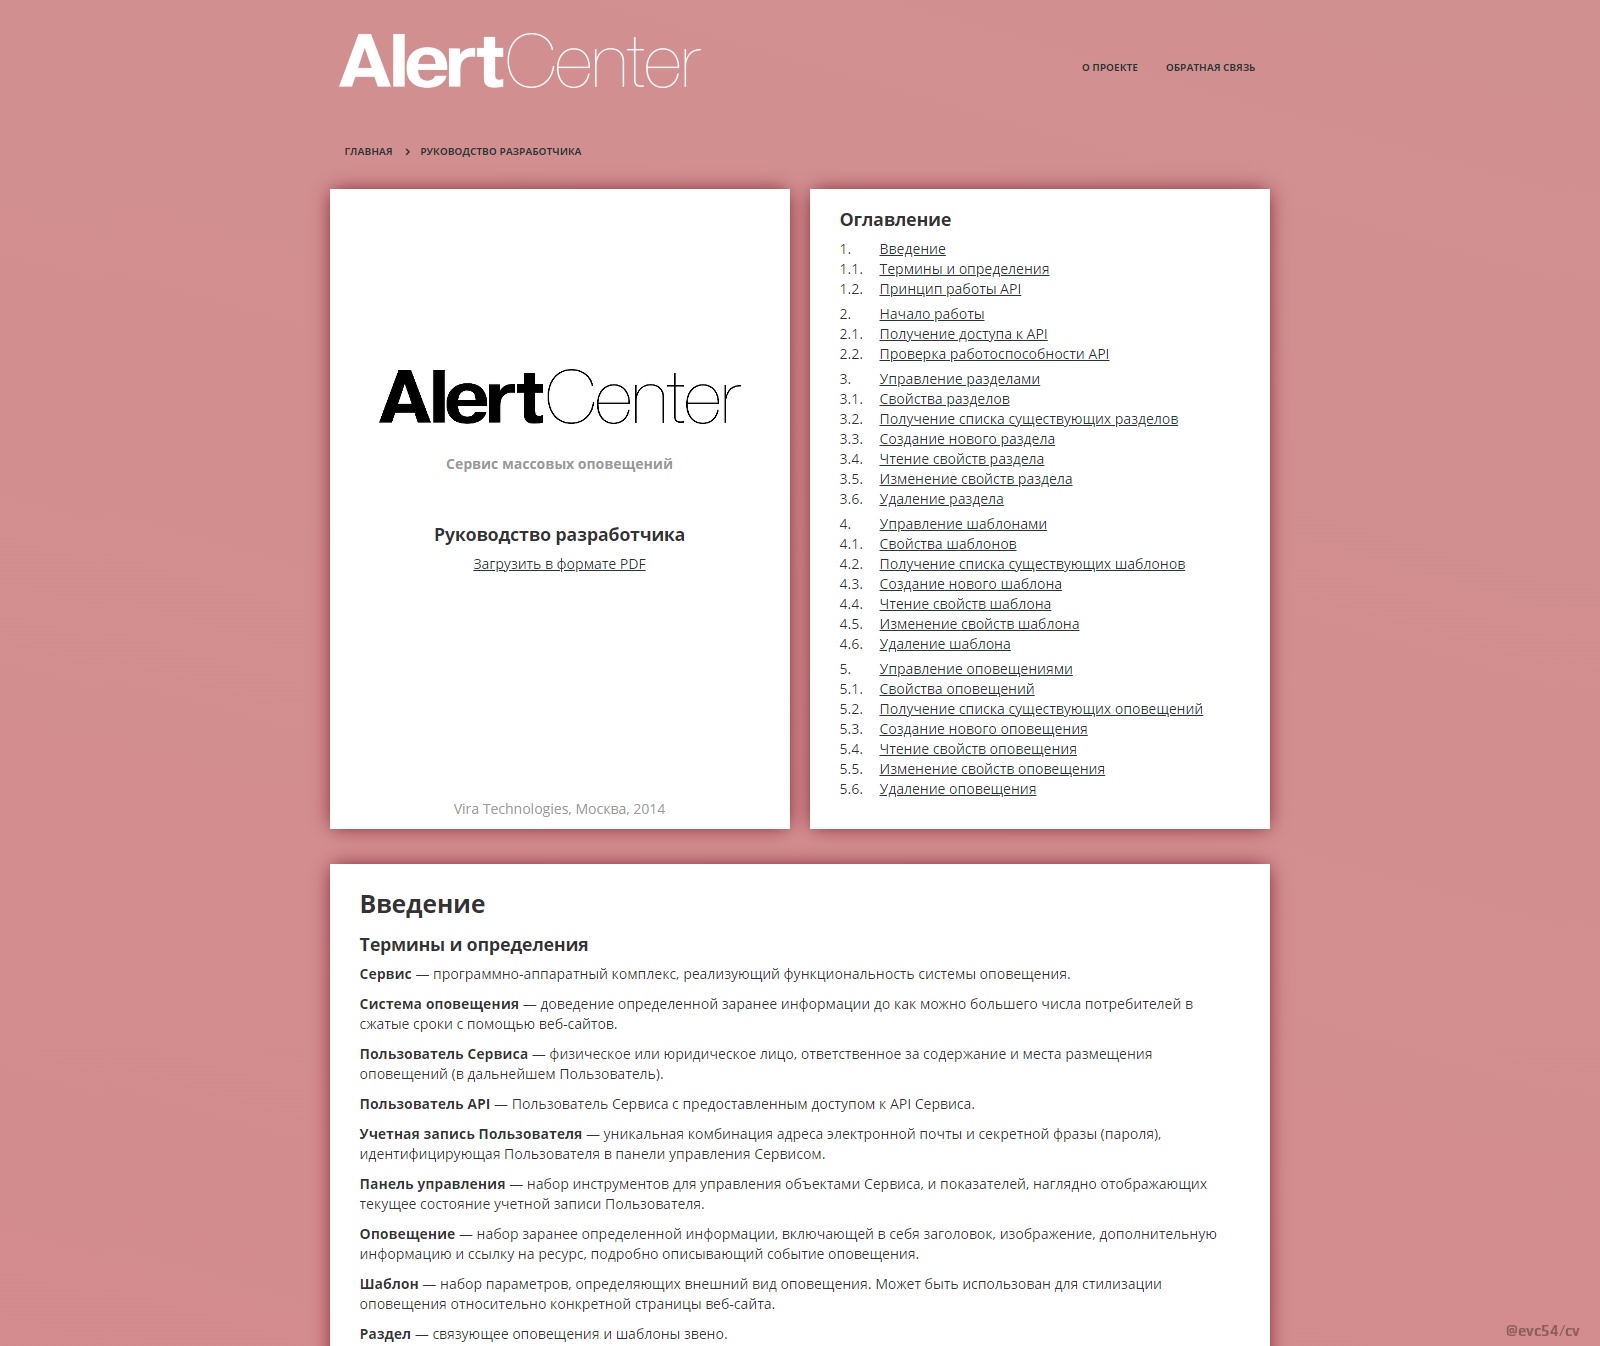 AlertCenter
О ПРОЕКТЕ ОБРАТНАЯ СВЯЗЬ
ГЛАВНАЯ > РУКОВОДСТВО РАЗРАБОТЧИКА
AlertCenter
Сервис массовых оповещений
Руководство разработчика
Загрузить в формате PDF
Vira Technologies, Москва, 2014
Оглавление
1. Введение
1.1. Термины и определения
1.2. Принцип работы API
2. Начало работы
2.1. Получение доступа к API
2.2. Проверка работоспособности API
3. Управление разделами
3.1. Свойства разделов
3.2. Получение списка существующих разделов
3.3. Создание нового раздела
3.4. Чтение свойств раздела
3.5. Изменение свойств раздела
3.6. Удаление раздела
4. Управление шаблонами
4.1. Свойства шаблонов
4.2. Получение списка существующих шаблонов
4.3. Создание нового шаблона
4.4. Чтение свойств шаблона
4.5. Изменение свойств шаблона
4.6. Удаление шаблона
5. Управление оповещениями
5.1. Свойства оповещений
5.2. Получение списка существующих оповещений
5.3. Создание нового оповещения
5.4. Чтение свойств оповещения
5.5. Изменение свойств оповещения
5.6. Удаление оповещения
Введение
Термины и определения
Сервис — программно-аппаратный комплекс, реализующий функциональность системы оповещения.
Система оповещения — доведение определенной заранее информации до как можно большего числа потребителей в
сжатые сроки с помощью веб-сайтов.
Пользователь Сервиса — физическое или юридическое лицо, ответственное за содержание и места размещения
оповещений (в дальнейшем Пользователь).
Пользователь API — Пользователь Сервиса с предоставленным доступом к API Сервиса.
Учетная запись Пользователя — уникальная комбинация адреса электронной почты и секретной фразы (пароля),
идентифицирующая Пользователя в панели управления Сервисом.
Панель управления — набор инструментов для управления объектами Сервиса, и показателей, наглядно отображающих
текущее состояние учетной записи Пользователя.
Оповещение — набор заранее определенной информации, включающей в себя заголовок, изображение, дополнительную
информацию и ссылку на ресурс, подробно описывающий событие оповещения.
Шаблон — набор параметров, определяющих внешний вид оповещения. Может быть использован для стилизации
оповещения относительно конкретной страницы веб-сайта.
Раздел — связующее оповещения и шаблоны звено.
@evc54/cv